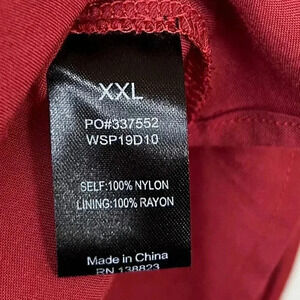 XXL
PO#337552
WSP19D10
SELF:100% NYLON
LINING:100% RAYON
Made in China
RN 138823